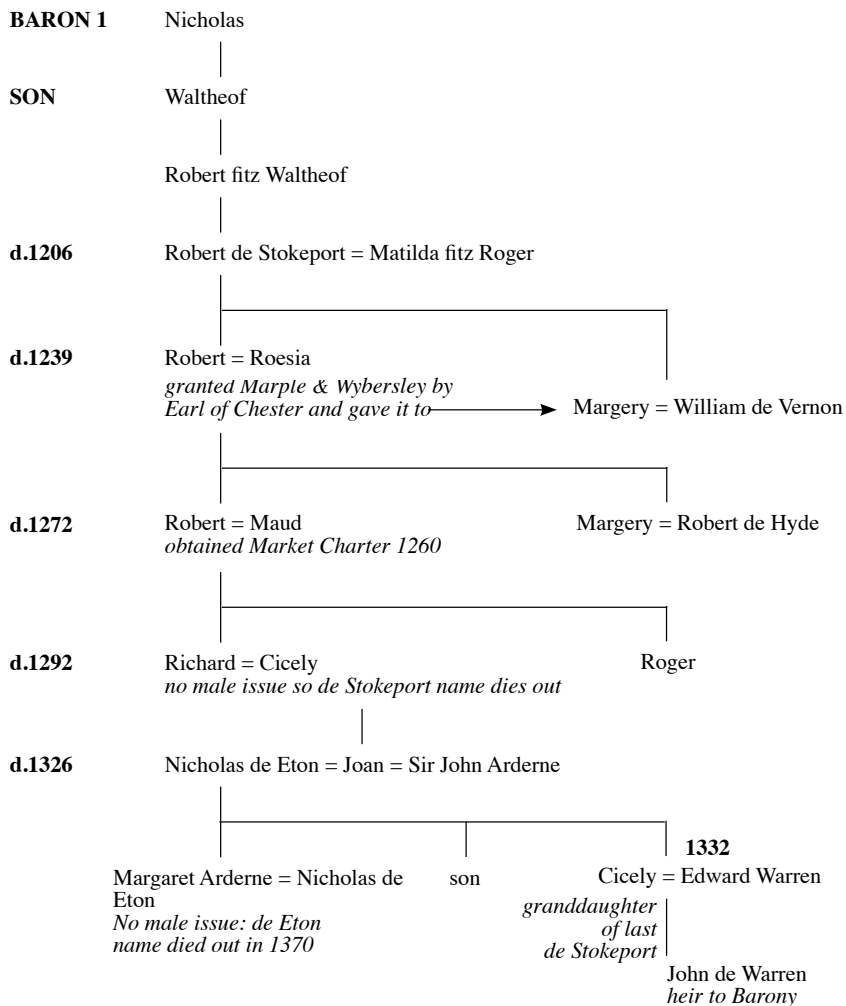 BARON 1 Nicholas
SON Waltheof
Robert fitz Waltheof
d.1206 Robert de Stokeport = Matilda fitz Roger
d.1239 Robert = Roesia
granted Marple & Wybersley by
Earl of Chester and gave it to
Margery = William de Vernon
d.1272 Robert = Maud
obtained Market Charter 1260
Margery = Robert de Hyde
d.1292 Richard = Cicely
no male issue so de Stokeport name dies out
Roger
d.1326 Nicholas de Eton = Joan = Sir John Arderne
Margaret Arderne = Nicholas de
Eton
No male issue: de Eton
name died out in 1370
son
1332
Cicely = Edward Warren
granddaughter
of last
de Stokeport
John de Warren
heir to Barony